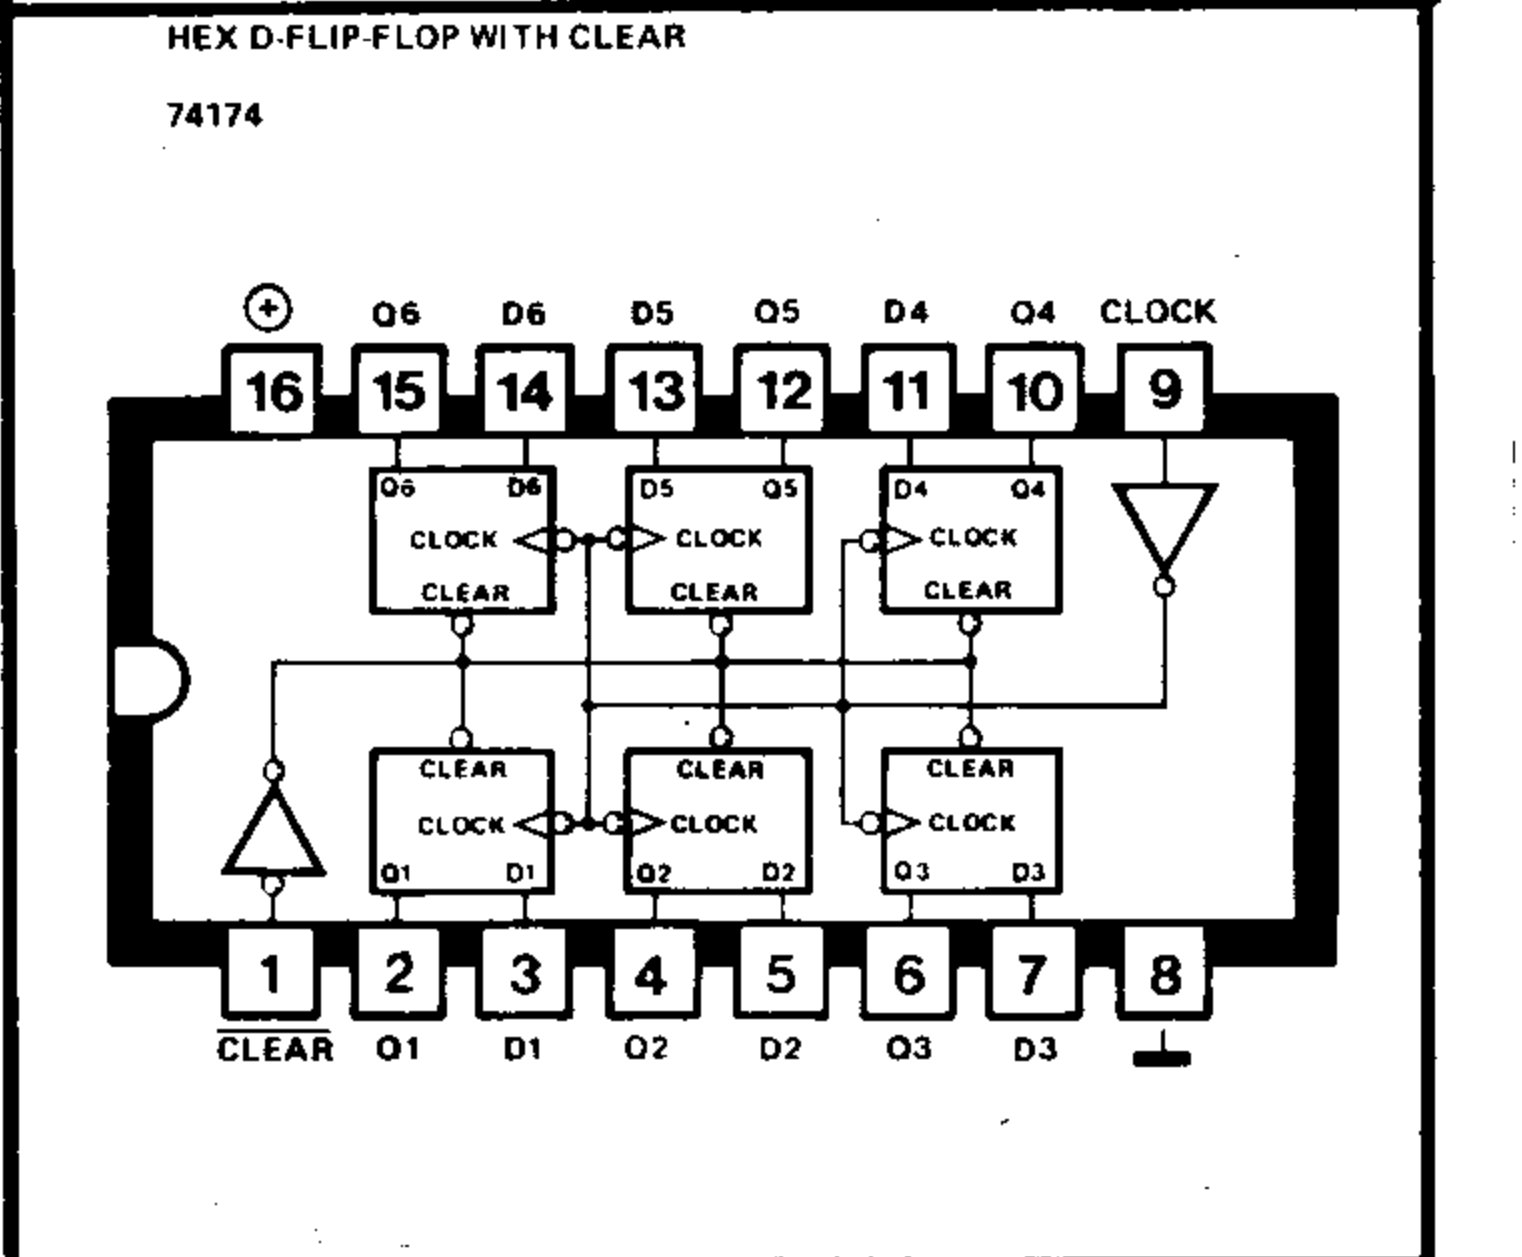 HEX D-FLIP-FLOP WITH CLEAR
74174
+ Q6 D6 D5 Q5 D4 Q4 CLOCK
16 15 14 13 12 11 10 9
Q6 D6 D5 Q5 D4 Q4
CLOCK CLOCK CLOCK
CLEAR CLEAR CLEAR
CLEAR CLEAR CLEAR
CLOCK CLOCK CLOCK
Q1 D1 Q2 D2 Q3 D3
1 2 3 4 5 6 7 8
CLEAR Q1 D1 Q2 D2 Q3 D3